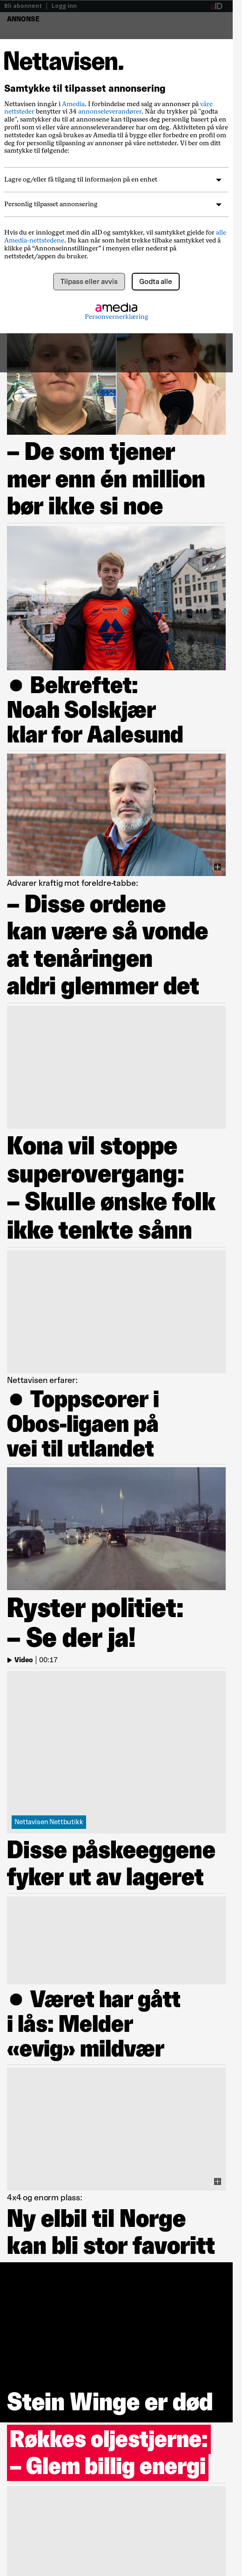 Bli abonnent | Logg inn
aID
ANNONSE
Nettavisen.
Samtykke til tilpasset annonsering
Nettavisen inngår i Amedia. I forbindelse med salg av annonser på våre
nettsteder benytter vi 34 annonseleverandører. Når du trykker på "godta
alle", samtykker du til at annonsene kan tilpasses deg personlig basert på en
profil som vi eller våre annonseleverandører har om deg. Aktiviteten på våre
nettsteder kan også brukes av Amedia til å bygge eller forbedre en profil om
deg for personlig tilpasning av annonser på våre nettsteder. Vi ber om ditt
samtykke til følgende:
Lagre og/eller få tilgang til informasjon på en enhet
Personlig tilpasset annonsering
Hvis du er innlogget med din aID og samtykker, vil samtykket gjelde for alle
Amedia-nettstedene. Du kan når som helst trekke tilbake samtykket ved å
klikke på “Annonseinnstillinger” i menyen eller nederst på
nettstedet/appen du bruker.
Tilpass eller avvis
Godta alle
amedia
Personvernerklæring
– De som tjener
mer enn én million
bør ikke si noe
● Bekreftet:
Noah Solskjær
klar for Aalesund
Advarer kraftig mot foreldre-tabbe:
– Disse ordene
kan være så vonde
at tenåringen
aldri glemmer det
Kona vil stoppe
superovergang:
– Skulle ønske folk
ikke tenkte sånn
Nettavisen erfarer:
● Toppscorer i
Obos-ligaen på
vei til utlandet
Ryster politiet:
– Se der ja!
Video | 00:17
Nettavisen Nettbutikk
Disse påskeeggene
fyker ut av lageret
● Været har gått
i lås: Melder
«evig» mildvær
4x4 og enorm plass:
Ny elbil til Norge
kan bli stor favoritt
Stein Winge er død
Røkkes oljestjerne:
– Glem billig energi